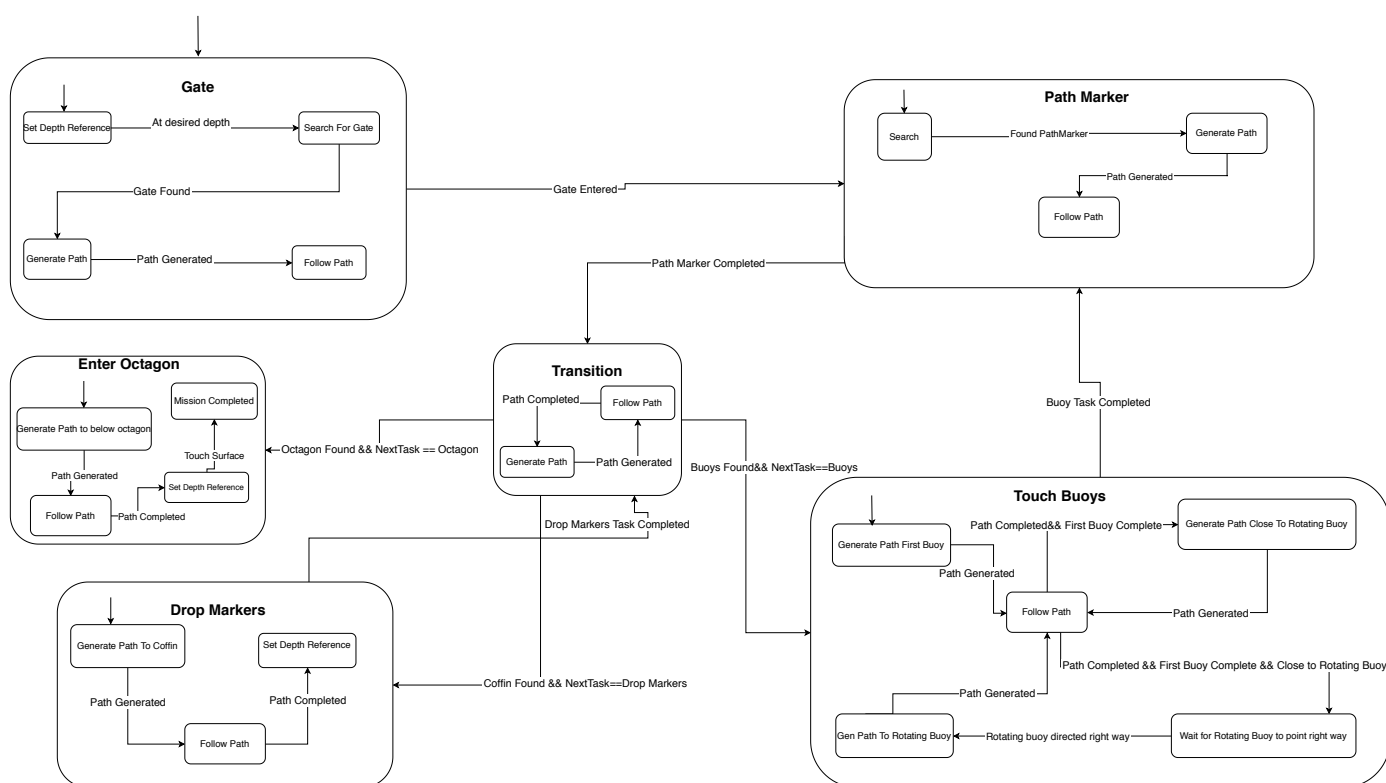 Gate
Set Depth Reference
At desired depth
Search For Gate
Gate Found
Generate Path
Path Generated
Follow Path
Gate Entered
Path Marker
Search
Found PathMarker
Generate Path
Path Generated
Follow Path
Path Marker Completed
Enter Octagon
Mission Completed
Generate Path to below octagon
Touch Surface
Path Generated
Set Depth Reference
Follow Path
Path Completed
Octagon Found && NextTask == Octagon
Transition
Path Completed
Follow Path
Generate Path
Path Generated
Buoys Found&& NextTask==Buoys
Buoy Task Completed
Drop Markers Task Completed
Drop Markers
Generate Path To Coffin
Set Depth Reference
Path Generated
Path Completed
Follow Path
Coffin Found && NextTask==Drop Markers
Touch Buoys
Path Completed&& First Buoy Complete
Generate Path Close To Rotating Buoy
Generate Path First Buoy
Path Generated
Follow Path
Path Generated
Path Completed && First Buoy Complete && Close to Rotating Buoy
Path Generated
Gen Path To Rotating Buoy
Rotating buoy directed right way
Wait for Rotating Buoy to point right way